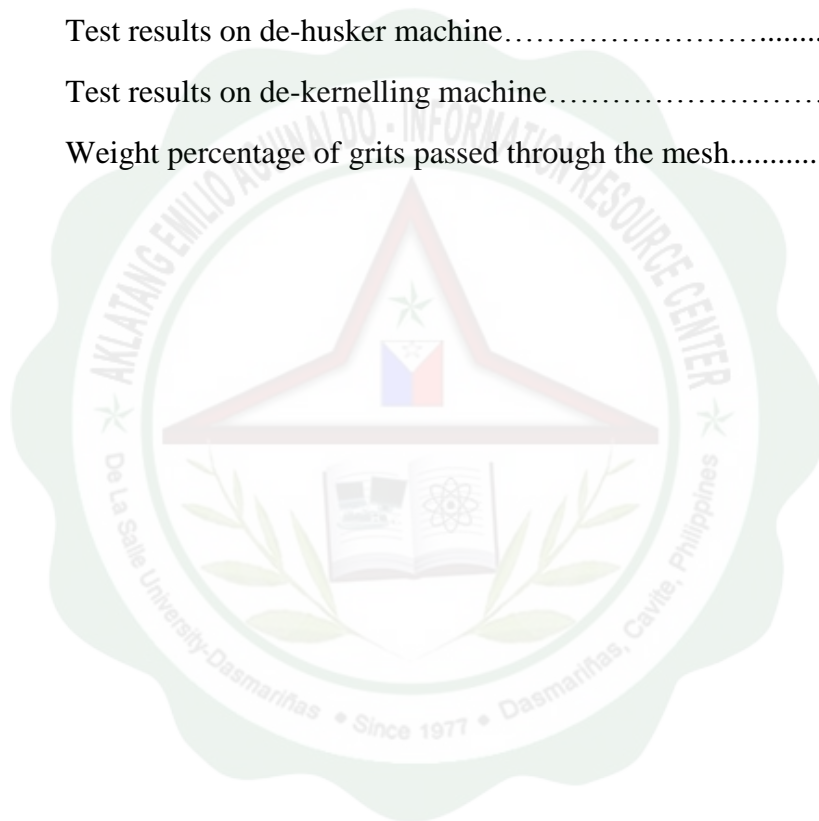 Test results on de-husker machine……………………........
Test results on de-kernelling machine………………………
Weight percentage of grits passed through the mesh...........
AKLATANG EMILIO AGUINALDO - INFORMATION RESOURCE CENTER
De La Salle University-Dasmariñas • Since 1977 • Dasmariñas, Cavite, Philippines